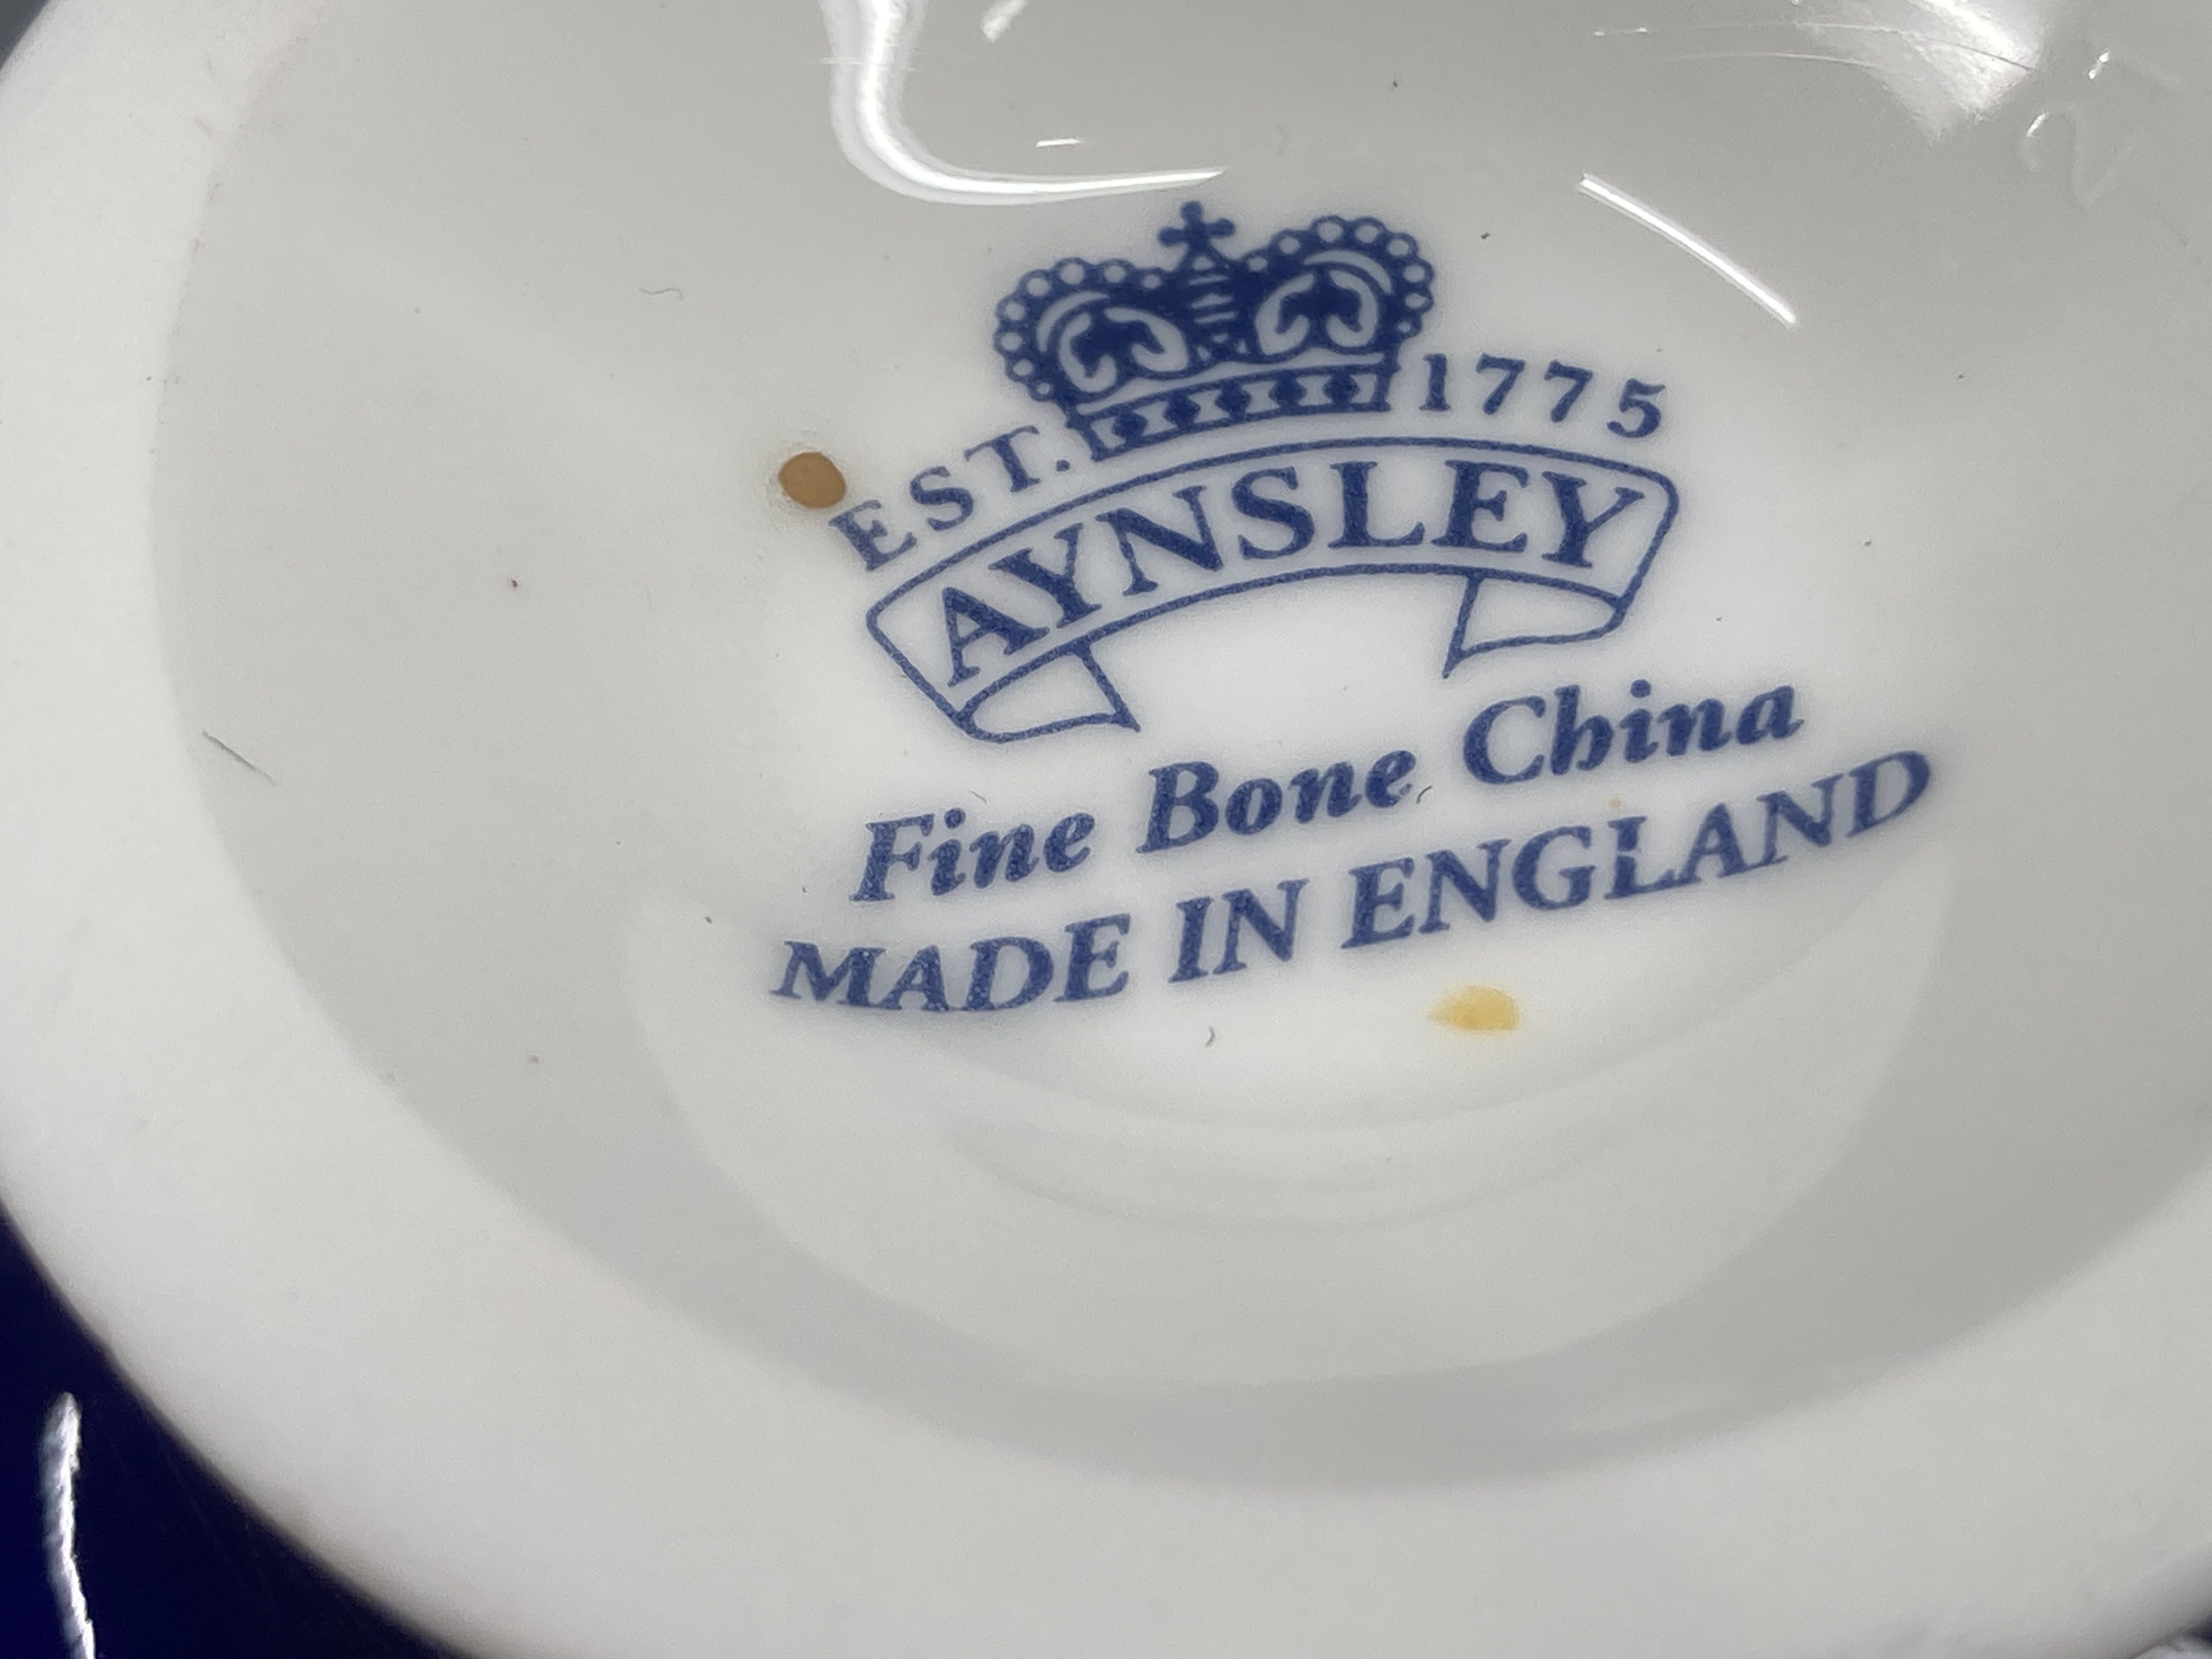 EST. 1775
AYNSLEY
Fine Bone China
MADE IN ENGLAND